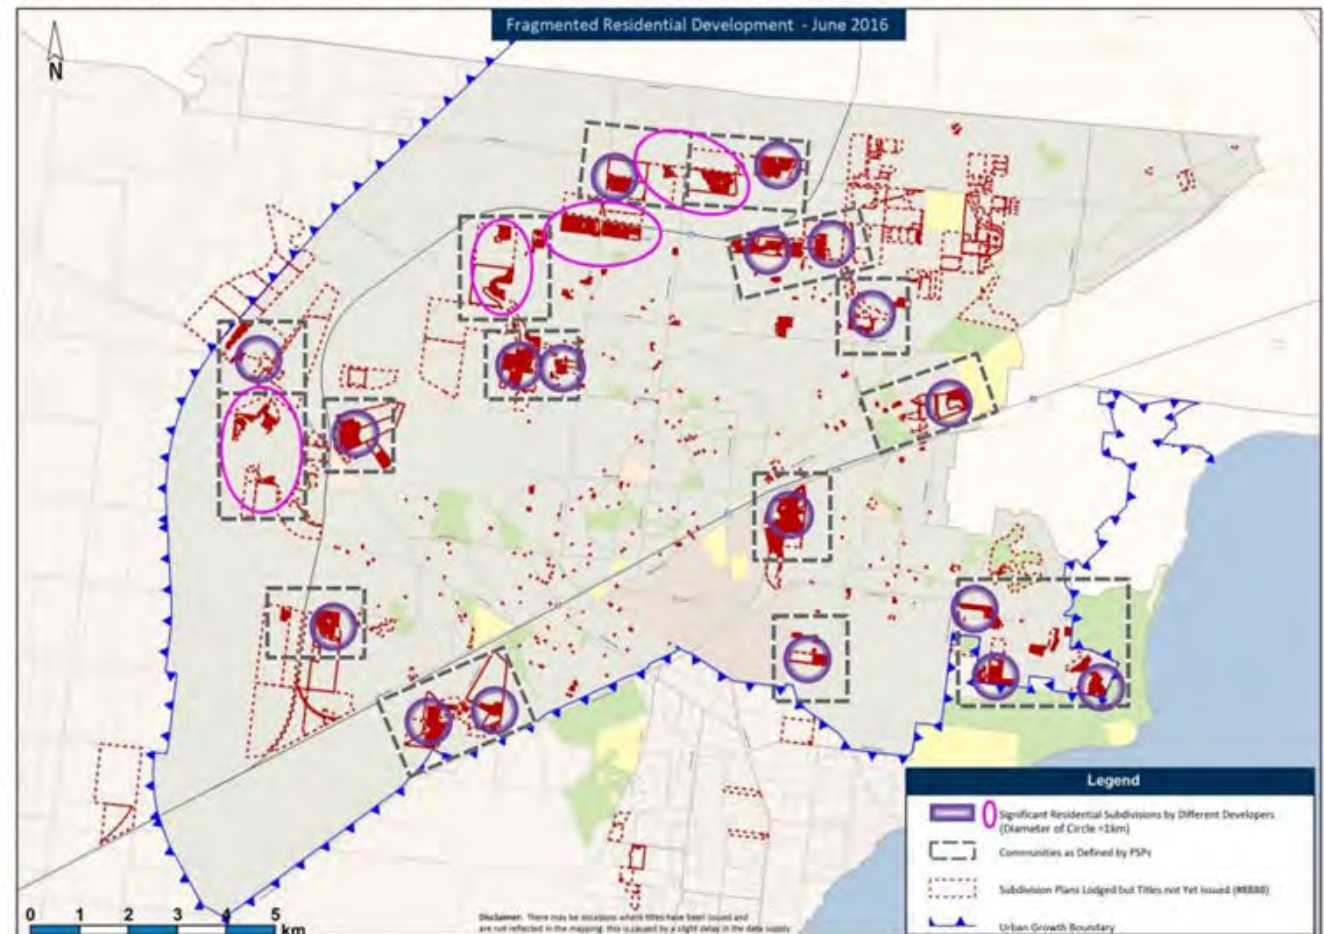 Fragmented Residential Development - June 2016
N
Legend
Significant Residential Subdivisions by Different Developers
(Diameter of Circle =1km)
Communities as Defined by PSPs
Subdivision Plans Lodged but Titles not Yet Issued
Urban Growth Boundary
0 1 2 3 4 5
km
Disclaimer: There may be occasions where titles have been issued and
are not reflected in the mapping; this is caused by a slight delay in the data supply